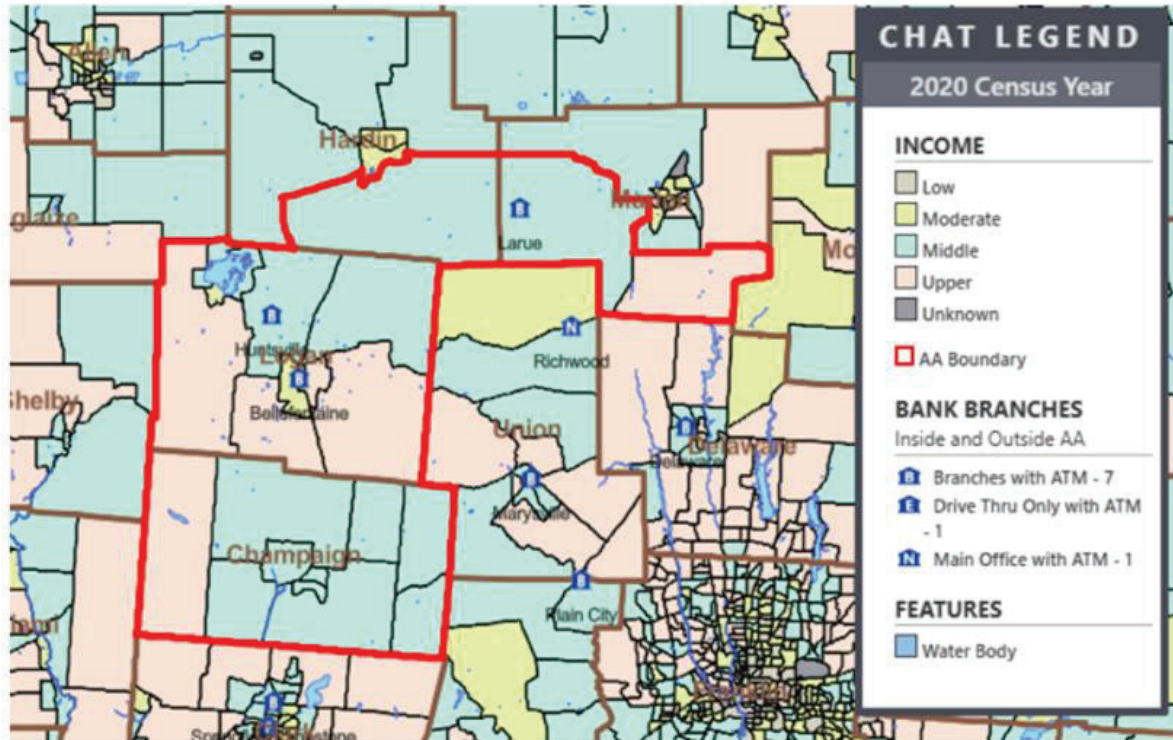 Allen
Hardin
Larue
Huntsville
Logan
Bellefontaine
Richwood
Shelby
Union
Delaware
Delaware
Marysville
Champaign
Plain City
CHAT LEGEND
2020 Census Year
INCOME
Low
Moderate
Middle
Upper
Unknown
AA Boundary
BANK BRANCHES
Inside and Outside AA
B Branches with ATM - 7
E Drive Thru Only with ATM
- 1
N Main Office with ATM - 1
FEATURES
Water Body